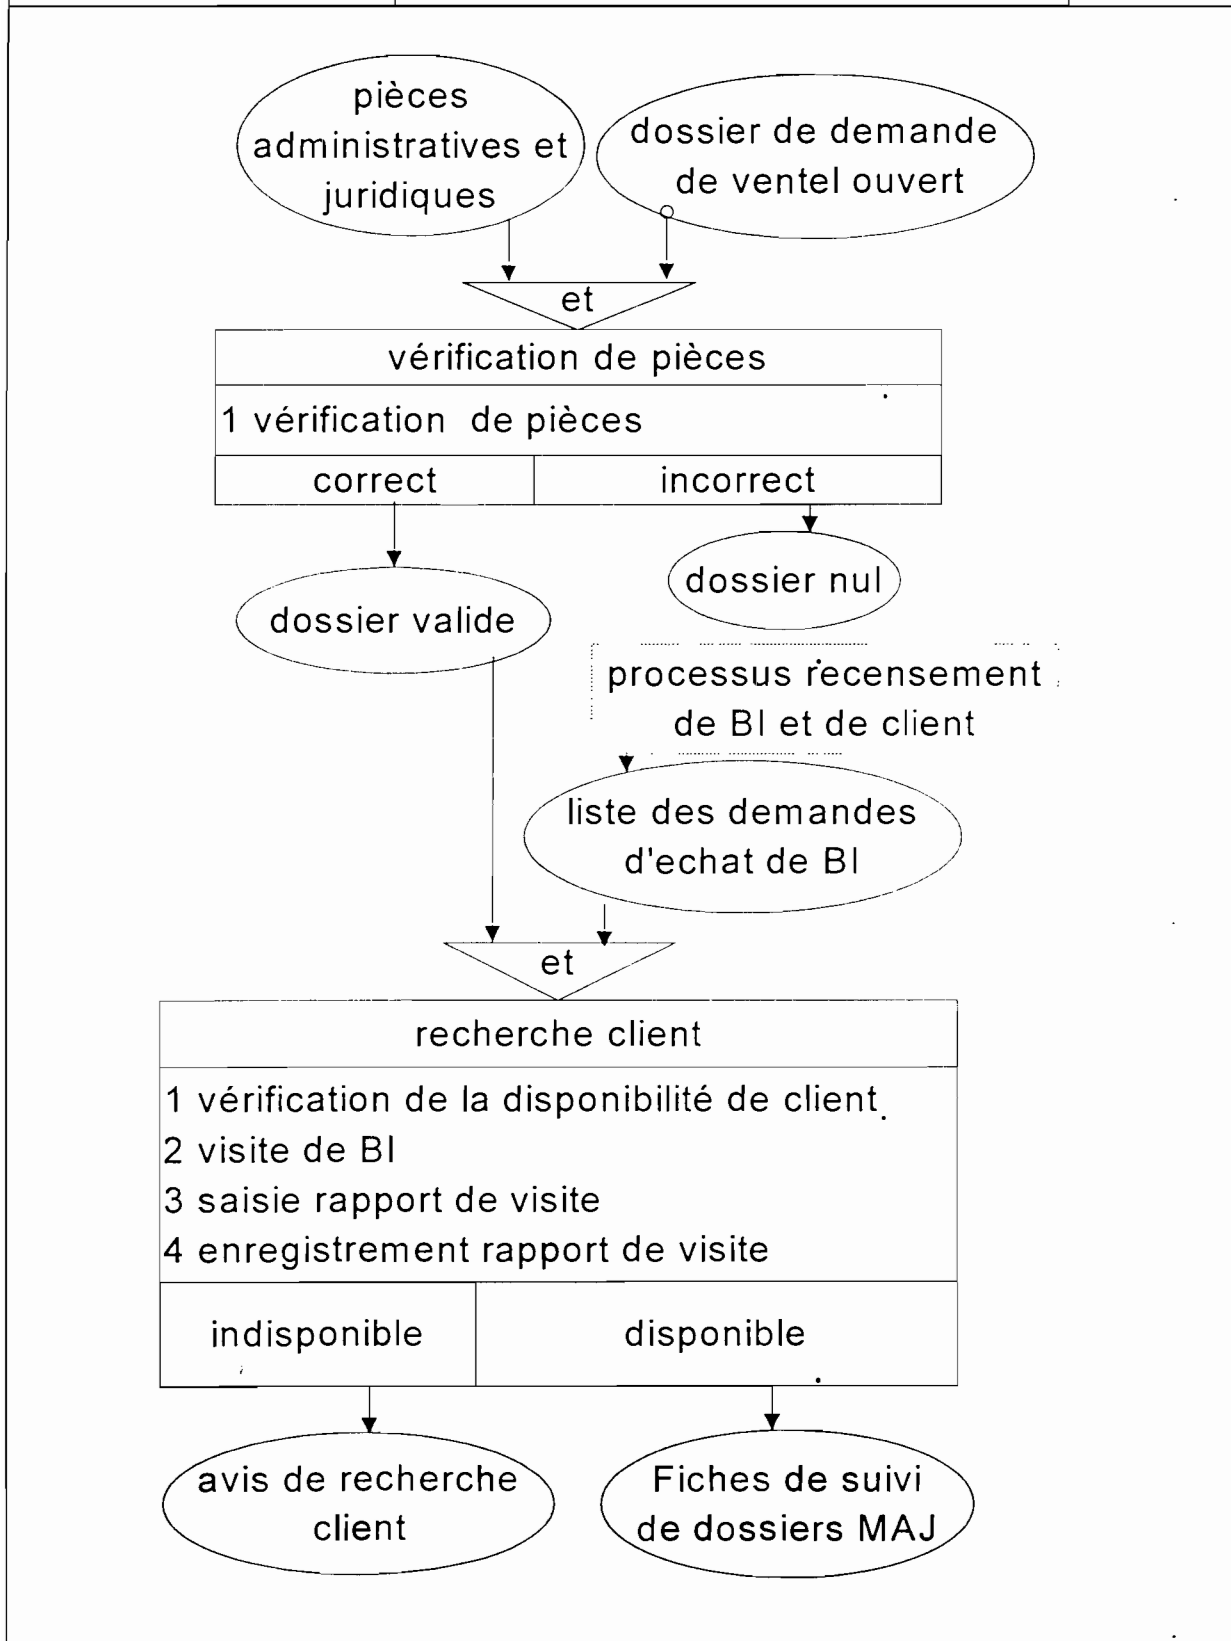 pièces
administratives et
juridiques
dossier de demande
de ventel ouvert
et
vérification de pièces
1 vérification de pièces
correct
incorrect
dossier nul
dossier valide
processus recensement
de BI et de client
liste des demandes
d'echat de BI
et
recherche client
1 vérification de la disponibilité de client
2 visite de BI
3 saisie rapport de visite
4 enregistrement rapport de visite
indisponible
disponible
avis de recherche
client
Fiches de suivi
de dossiers MAJ